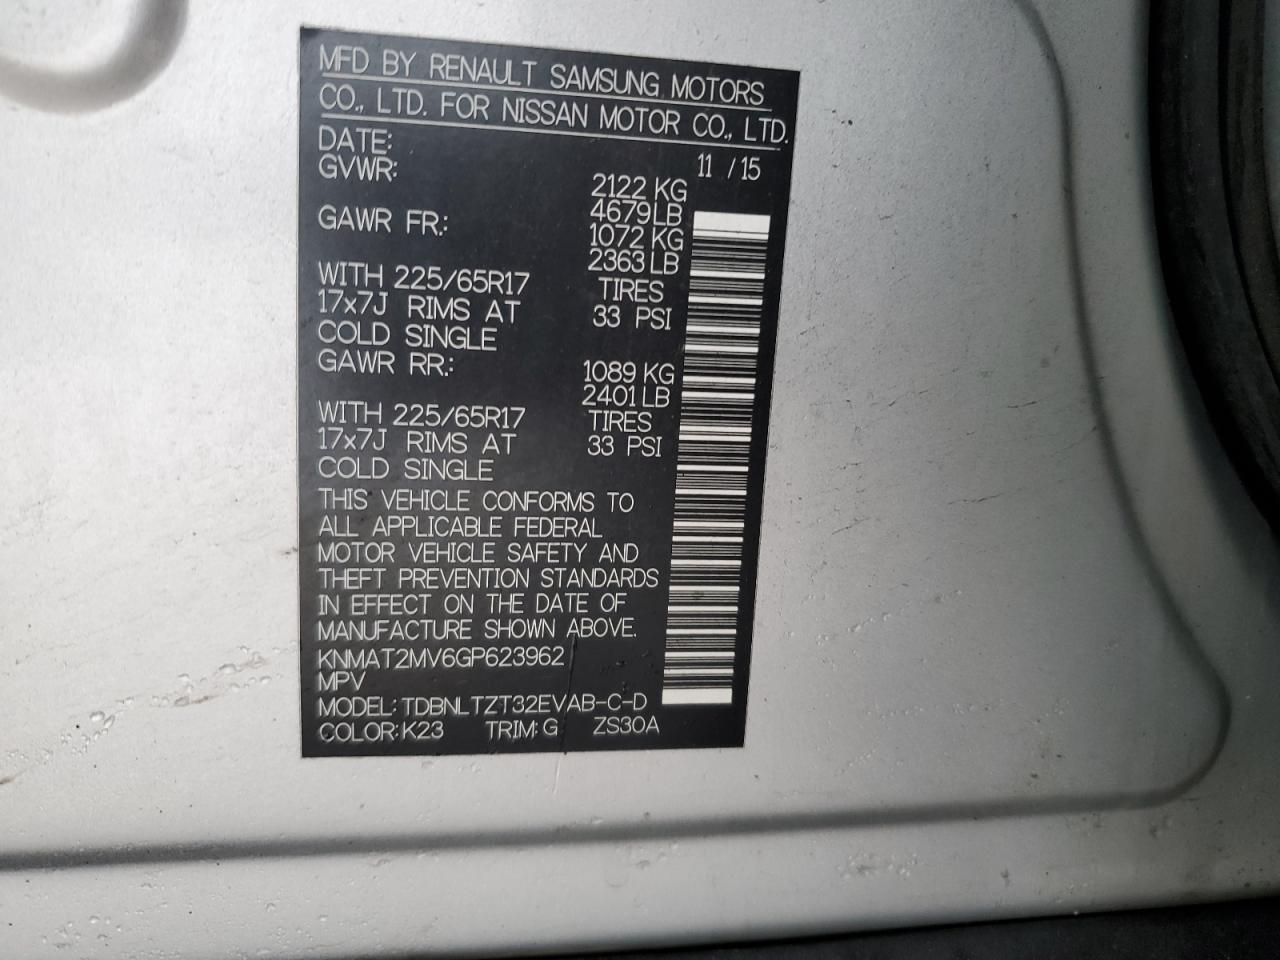 MFD BY RENAULT SAMSUNG MOTORS
CO., LTD. FOR NISSAN MOTOR CO., LTD.
DATE: 11 / 15
GVWR: 2122 KG
4679 LB
GAWR FR.: 1072 KG
2363 LB
WITH 225/65R17 TIRES
17x7J RIMS AT 33 PSI
COLD SINGLE
GAWR RR.: 1089 KG
2401 LB
WITH 225/65R17 TIRES
17x7J RIMS AT 33 PSI
COLD SINGLE
THIS VEHICLE CONFORMS TO
ALL APPLICABLE FEDERAL
MOTOR VEHICLE SAFETY AND
THEFT PREVENTION STANDARDS
IN EFFECT ON THE DATE OF
MANUFACTURE SHOWN ABOVE.
KNMAT2MV6GP623962
MPV
MODEL: TDBNLTZT32EVAB-C-D
COLOR: K23 TRIM: G ZS30A